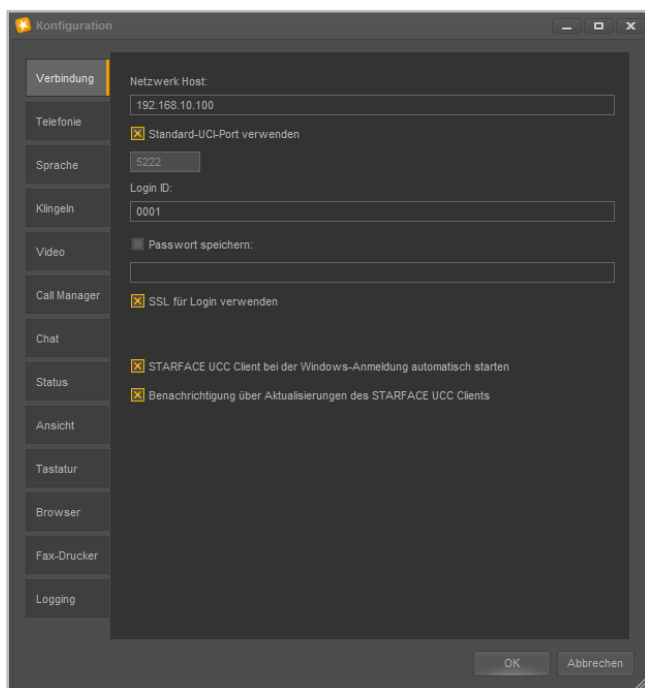 Konfiguration
Verbindung
Telefonie
Sprache
Klingeln
Video
Call Manager
Chat
Status
Ansicht
Tastatur
Browser
Fax-Drucker
Logging
Netzwerk Host:
192.168.10.100
Standard-UCI-Port verwenden
5222
Login ID:
0001
Passwort speichern:
SSL für Login verwenden
STARFACE UCC Client bei der Windows-Anmeldung automatisch starten
Benachrichtigung über Aktualisierungen des STARFACE UCC Clients
OK
Abbrechen